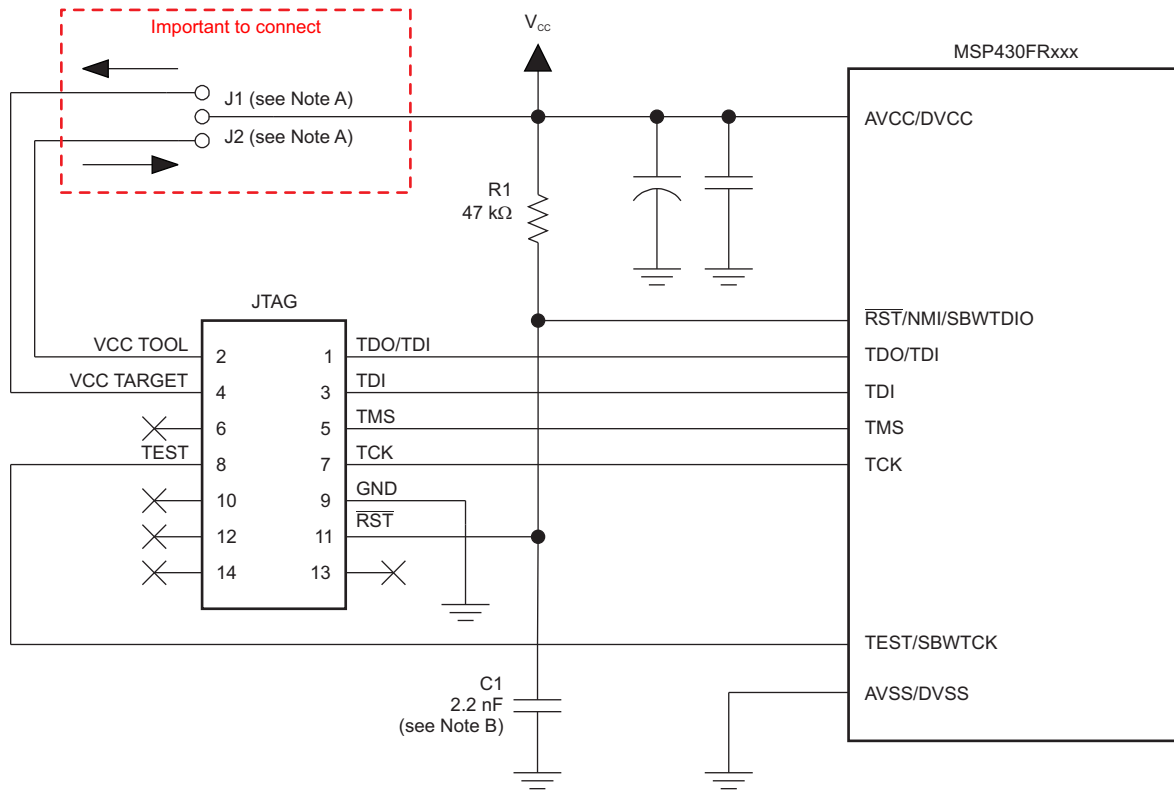 Important to connect
VCC
MSP430FRxxx
J1 (see Note A)
J2 (see Note A)
AVCC/DVCC
R1
47 kΩ
JTAG
RST/NMI/SBWTDIO
VCC TOOL
2
1
TDO/TDI
TDO/TDI
VCC TARGET
4
3
TDI
TDI
6
5
TMS
TMS
TEST
8
7
TCK
TCK
10
9
GND
12
11
RST
14
13
TEST/SBWTCK
C1
2.2 nF
(see Note B)
AVSS/DVSS